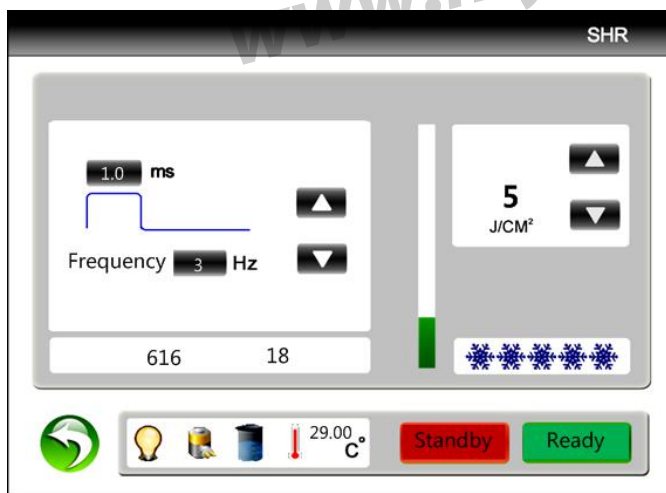 SHR
1.0 ms
Frequency 3 Hz
5
J/CM²
616 18
29.00 C°
Standby
Ready